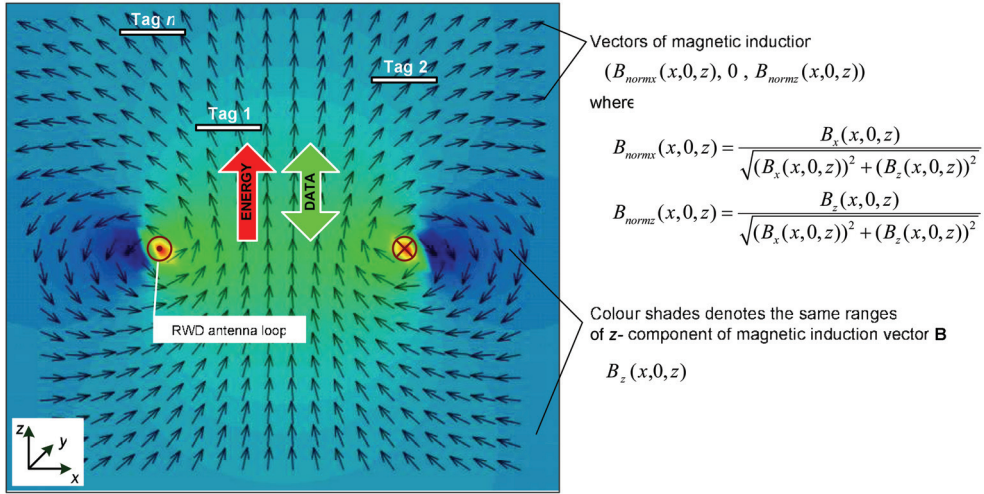 Tag n
Tag 2
Tag 1
ENERGY
DATA
RWD antenna loop
z
y
x
Vectors of magnetic inductior
(B_normx(x,0,z), 0 , B_normz(x,0,z))
where
B_normx(x,0,z) = B_x(x,0,z) / √((B_x(x,0,z))² + (B_z(x,0,z))²)
B_normz(x,0,z) = B_z(x,0,z) / √((B_x(x,0,z))² + (B_z(x,0,z))²)
Colour shades denotes the same ranges
of z- component of magnetic induction vector B
B_z(x,0,z)